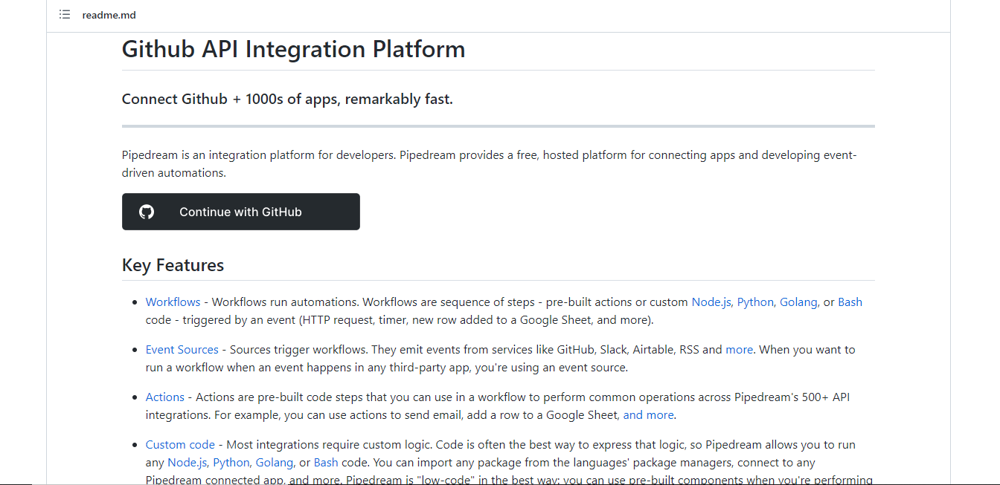 readme.md
Github API Integration Platform
Connect Github + 1000s of apps, remarkably fast.
Pipedream is an integration platform for developers. Pipedream provides a free, hosted platform for connecting apps and developing event-
driven automations.
Continue with GitHub
Key Features
Workflows - Workflows run automations. Workflows are sequence of steps - pre-built actions or custom Node.js, Python, Golang, or Bash
code - triggered by an event (HTTP request, timer, new row added to a Google Sheet, and more).
Event Sources - Sources trigger workflows. They emit events from services like GitHub, Slack, Airtable, RSS and more. When you want to
run a workflow when an event happens in any third-party app, you're using an event source.
Actions - Actions are pre-built code steps that you can use in a workflow to perform common operations across Pipedream's 500+ API
integrations. For example, you can use actions to send email, add a row to a Google Sheet, and more.
Custom code - Most integrations require custom logic. Code is often the best way to express that logic, so Pipedream allows you to run
any Node.js, Python, Golang, or Bash code. You can import any package from the languages' package managers, connect to any
Pipedream connected app, and more. Pipedream is "low-code" in the best way: you can use pre-built components when you're performing